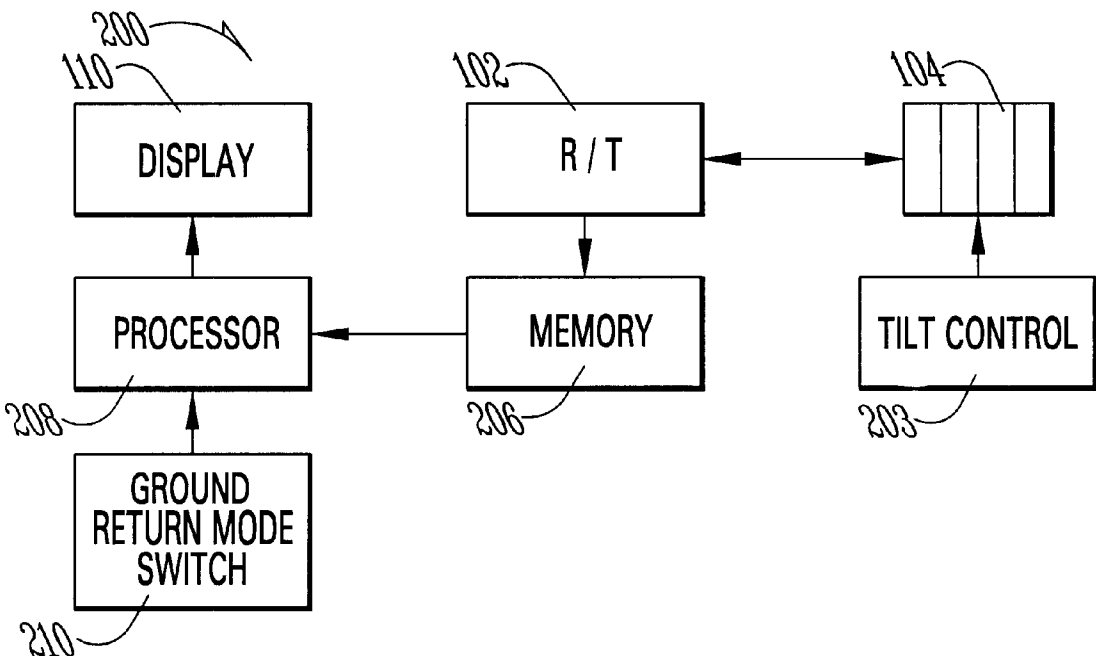 200
110
102
104
DISPLAY
R / T
PROCESSOR
MEMORY
TILT CONTROL
208
206
203
GROUND
RETURN MODE
SWITCH
210